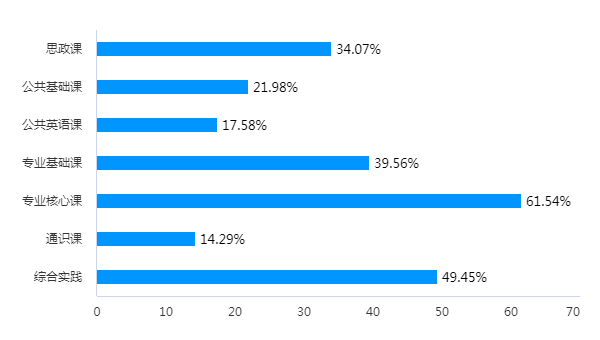 思政课 34.07%
公共基础课 21.98%
公共英语课 17.58%
专业基础课 39.56%
专业核心课 61.54%
通识课 14.29%
综合实践 49.45%
0 10 20 30 40 50 60 70